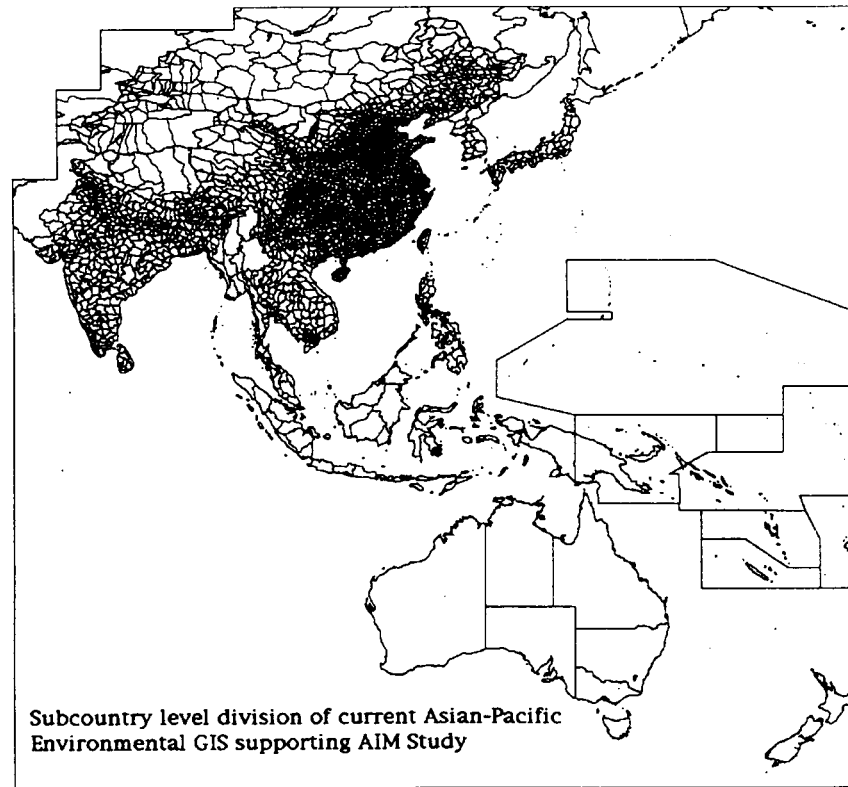 Subcountry level division of current Asian-Pacific
Environmental GIS supporting AIM Study